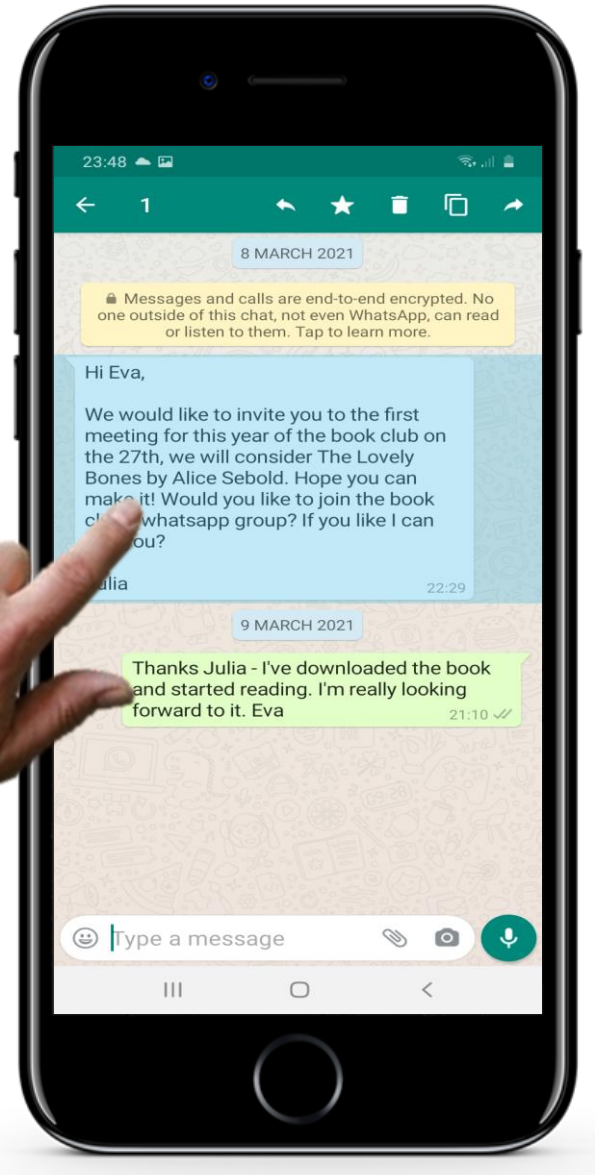 23:48
1
8 MARCH 2021
Messages and calls are end-to-end encrypted. No
one outside of this chat, not even WhatsApp, can read
or listen to them. Tap to learn more.
Hi Eva,
We would like to invite you to the first
meeting for this year of the book club on
the 27th, we will consider The Lovely
Bones by Alice Sebold. Hope you can
make it! Would you like to join the book
whatsapp group? If you like I can
22:29
9 MARCH 2021
Thanks Julia - I've downloaded the book
and started reading. I'm really looking
forward to it. Eva
21:10
Type a message